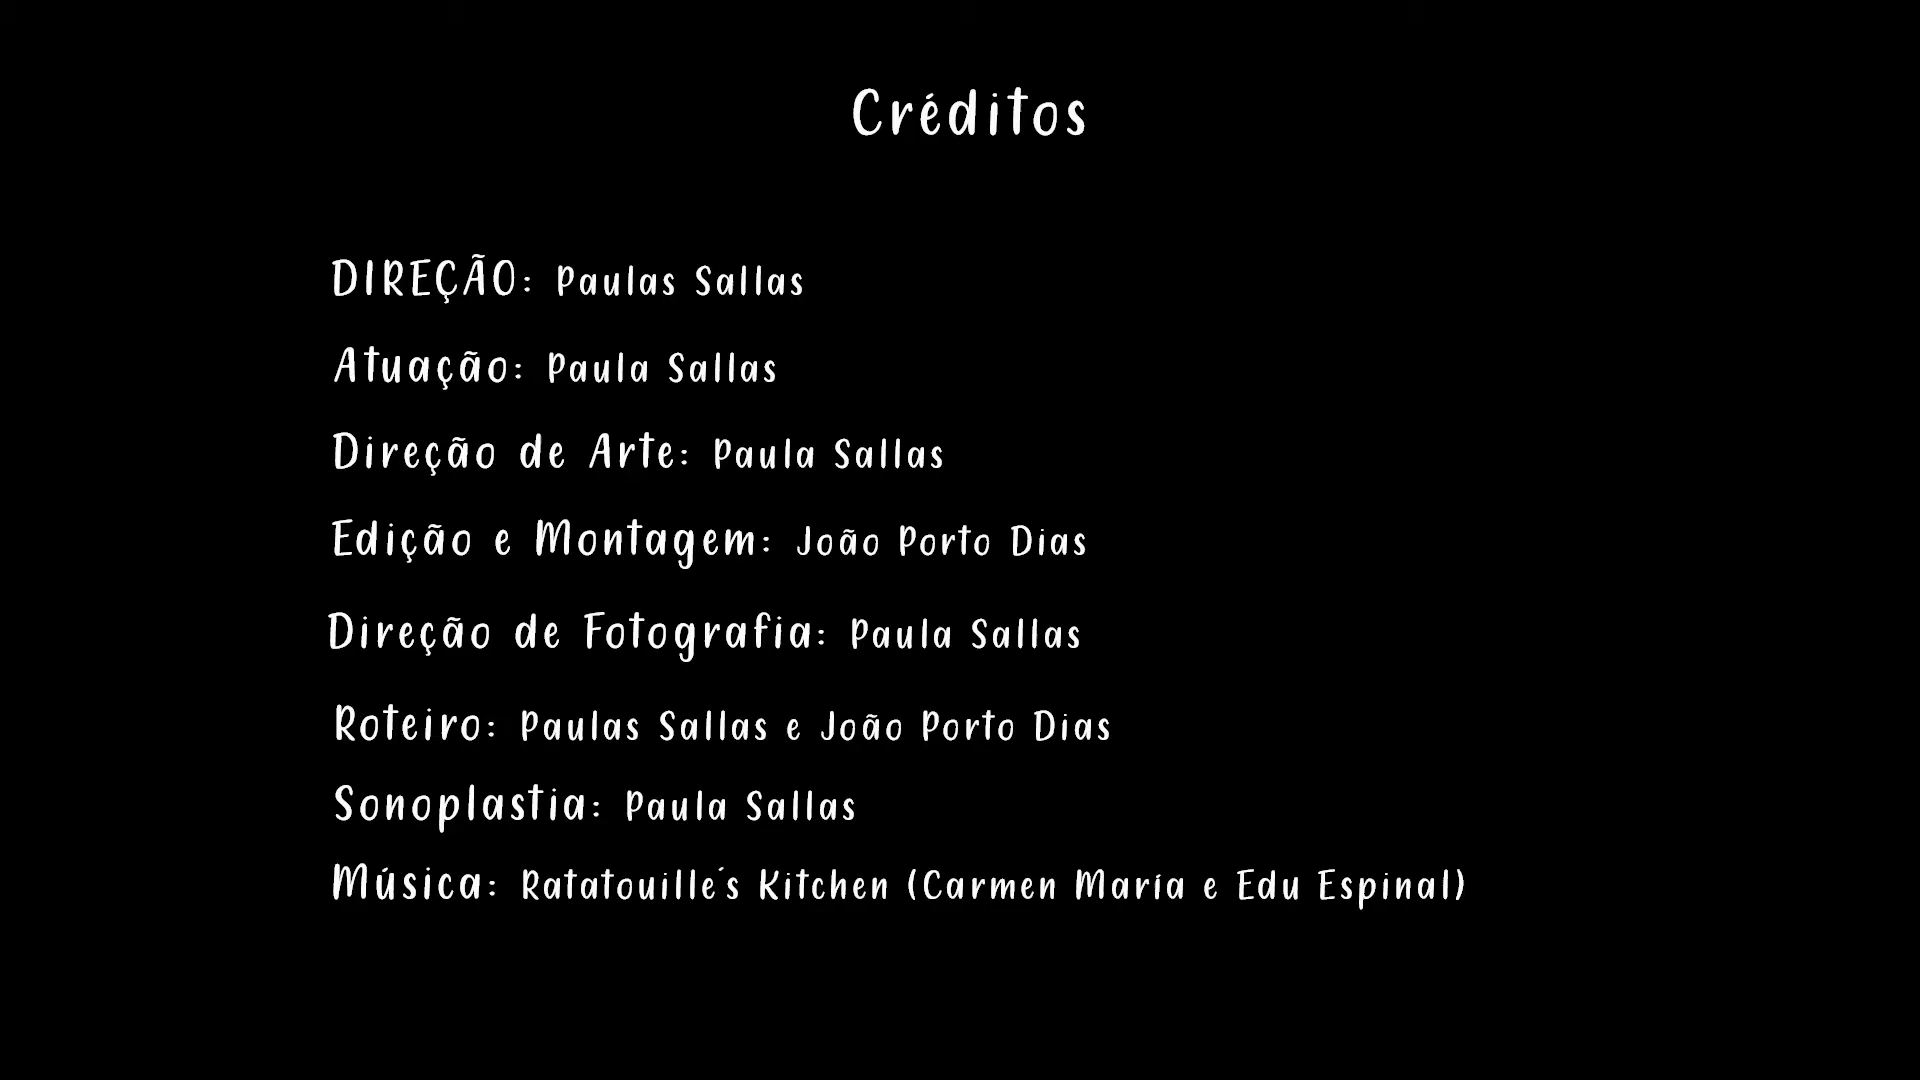 Créditos
DIREÇÃO: Paulas Sallas
Atuação: Paula Sallas
Direção de Arte: Paula Sallas
Edição e Montagem: João Porto Dias
Direção de Fotografia: Paula Sallas
Roteiro: Paulas Sallas e João Porto Dias
Sonoplastia: Paula Sallas
Música: Ratatouille´s Kitchen (Carmen María e Edu Espinal)